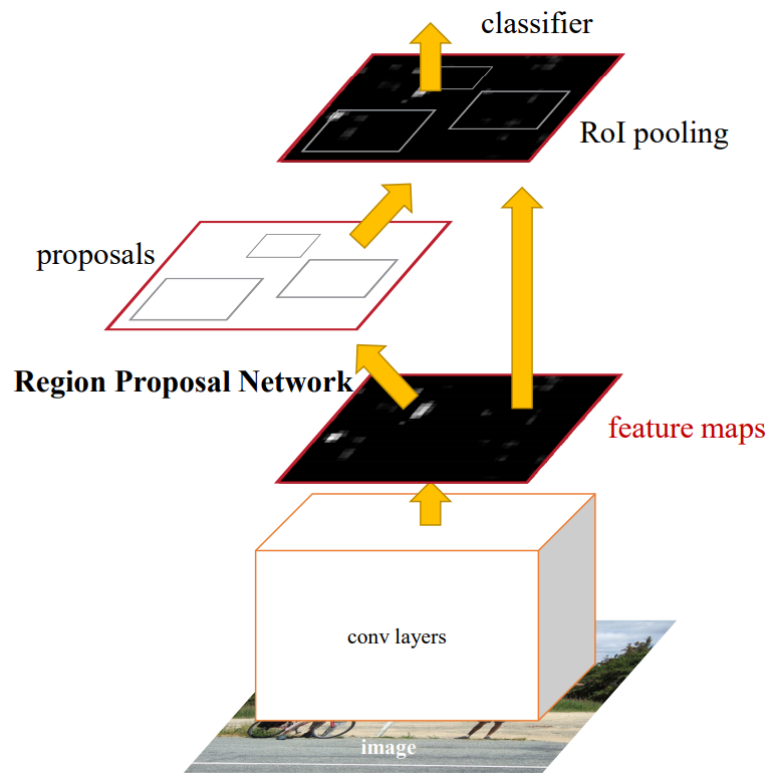 classifier
RoI pooling
proposals
Region Proposal Network
feature maps
conv layers
image